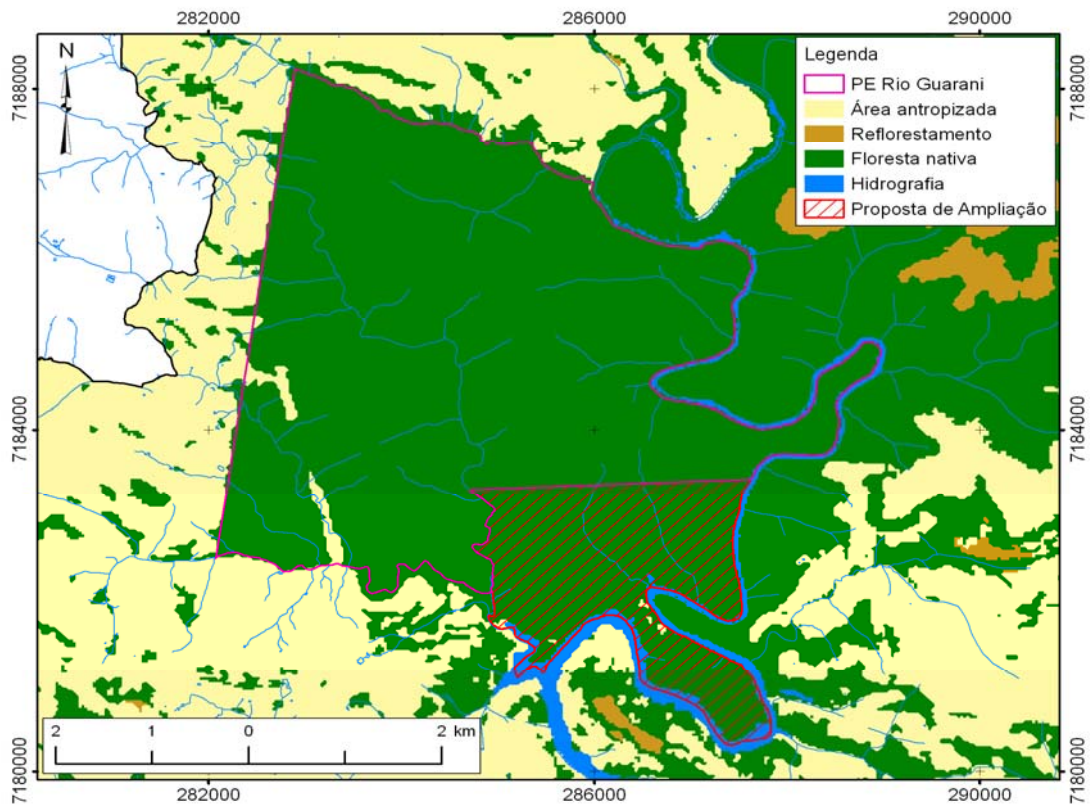 282000 286000 290000
N
7188000
7188000
Legenda
PE Rio Guarani
Área antropizada
Reflorestamento
Floresta nativa
Hidrografia
Proposta de Ampliação
7184000
7184000
2 1 0 2 km
7180000
7180000
282000 286000 290000